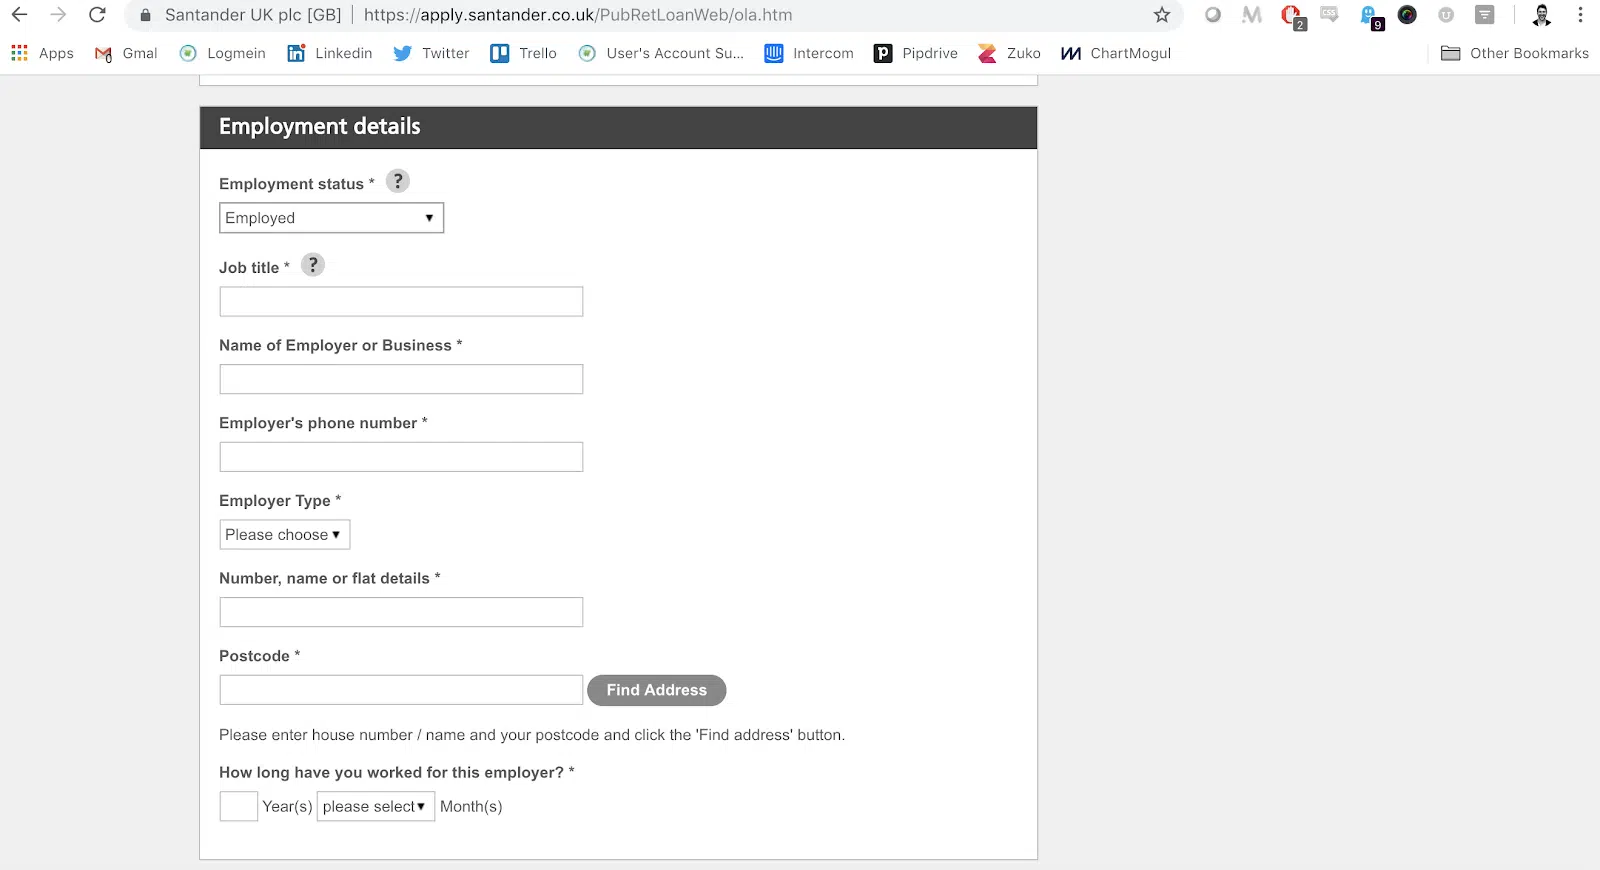 Santander UK plc [GB] | https://apply.santander.co.uk/PubRetLoanWeb/ola.htm
2
CSS
9
Apps Gmal Logmein Linkedin Twitter Trello User's Account Su... Intercom Pipdrive Zuko ChartMogul Other Bookmarks
Employment details
Employment status * ?
Employed
Job title * ?
Name of Employer or Business *
Employer's phone number *
Employer Type *
Please choose
Number, name or flat details *
Postcode *
Find Address
Please enter house number / name and your postcode and click the 'Find address' button.
How long have you worked for this employer? *
Year(s) please select Month(s)